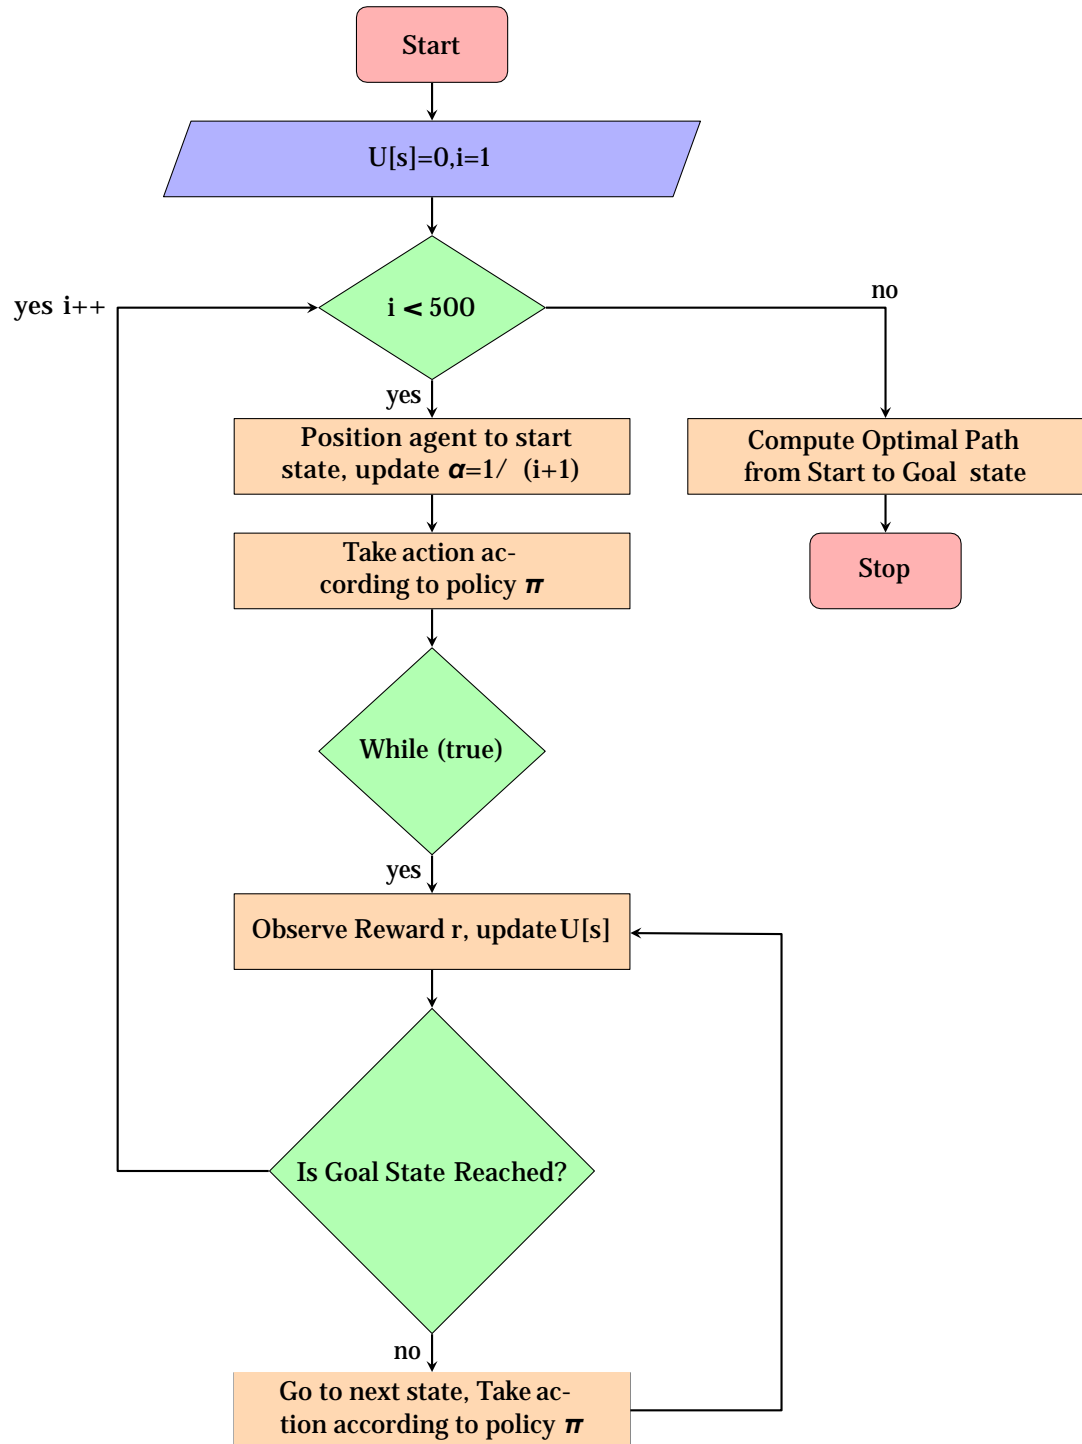 Start
U[s]=0,i=1
yes i++
i < 500
no
yes
Position agent to start
state, update α=1/ (i+1)
Compute Optimal Path
from Start to Goal state
Take action ac-
cording to policy π
Stop
While (true)
yes
Observe Reward r, update U[s]
Is Goal State Reached?
no
Go to next state, Take ac-
tion according to policy π